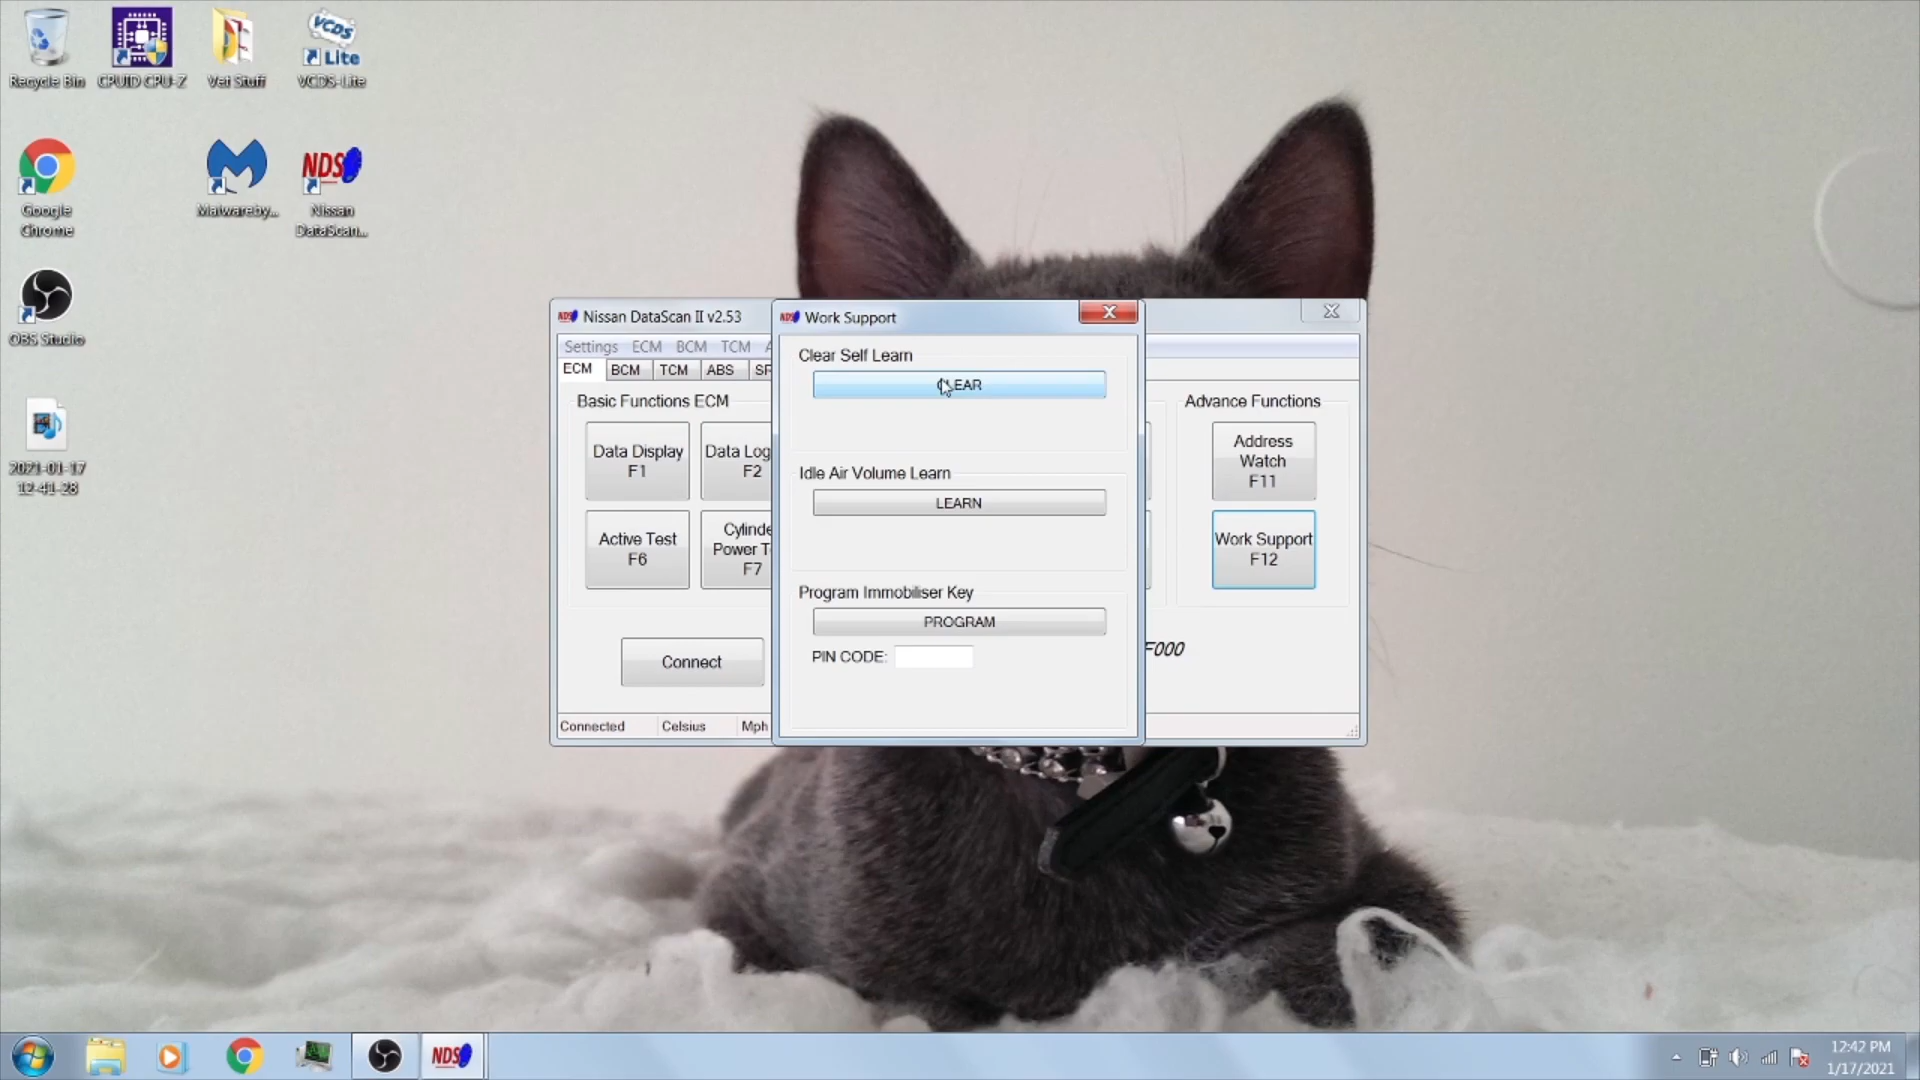 Recycle Bin
CPUID CPU-Z
Vet Stuff
VCDS
Lite
VCDS-Lite
Google
Chrome
Malwareby...
NDS
Nissan
DataScan...
OBS Studio
2021-01-17
12-41-28
Nissan DataScan II v2.53
Settings ECM BCM TCM
ECM BCM TCM ABS
Basic Functions ECM
Data Display
F1
Data Log
F2
Active Test
F6
Cylinde
Power T
F7
Connect
Connected Celsius Mph
NDS Work Support
Clear Self Learn
CLEAR
Idle Air Volume Learn
LEARN
Program Immobiliser Key
PROGRAM
PIN CODE:
Advance Functions
Address
Watch
F11
Work Support
F12
F000
NDS
12:42 PM
1/17/2021